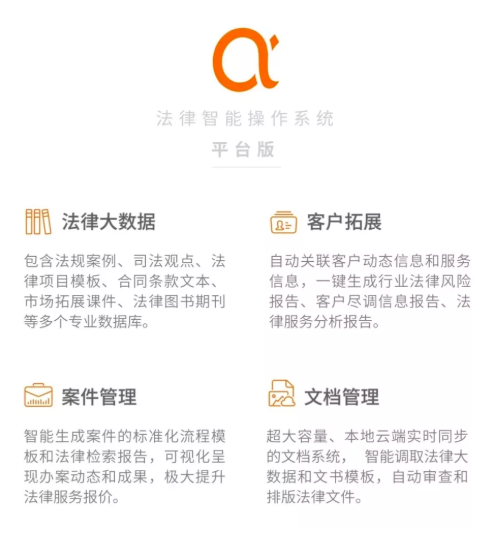 法律智能操作系统
平台版
法律大数据
包含法规案例、司法观点、法
律项目模板、合同条款文本、
市场拓展课件、法律图书期刊
等多个专业数据库。
客户拓展
自动关联客户动态信息和服务
信息，一键生成行业法律风险
报告、客户尽调信息报告、法
律服务分析报告。
案件管理
智能生成案件的标准化流程模
板和法律检索报告，可视化呈
现办案动态和成果，极大提升
法律服务报价。
文档管理
超大容量、本地云端实时同步
的文档系统， 智能调取法律大
数据和文书模板，自动审查和
排版法律文件。